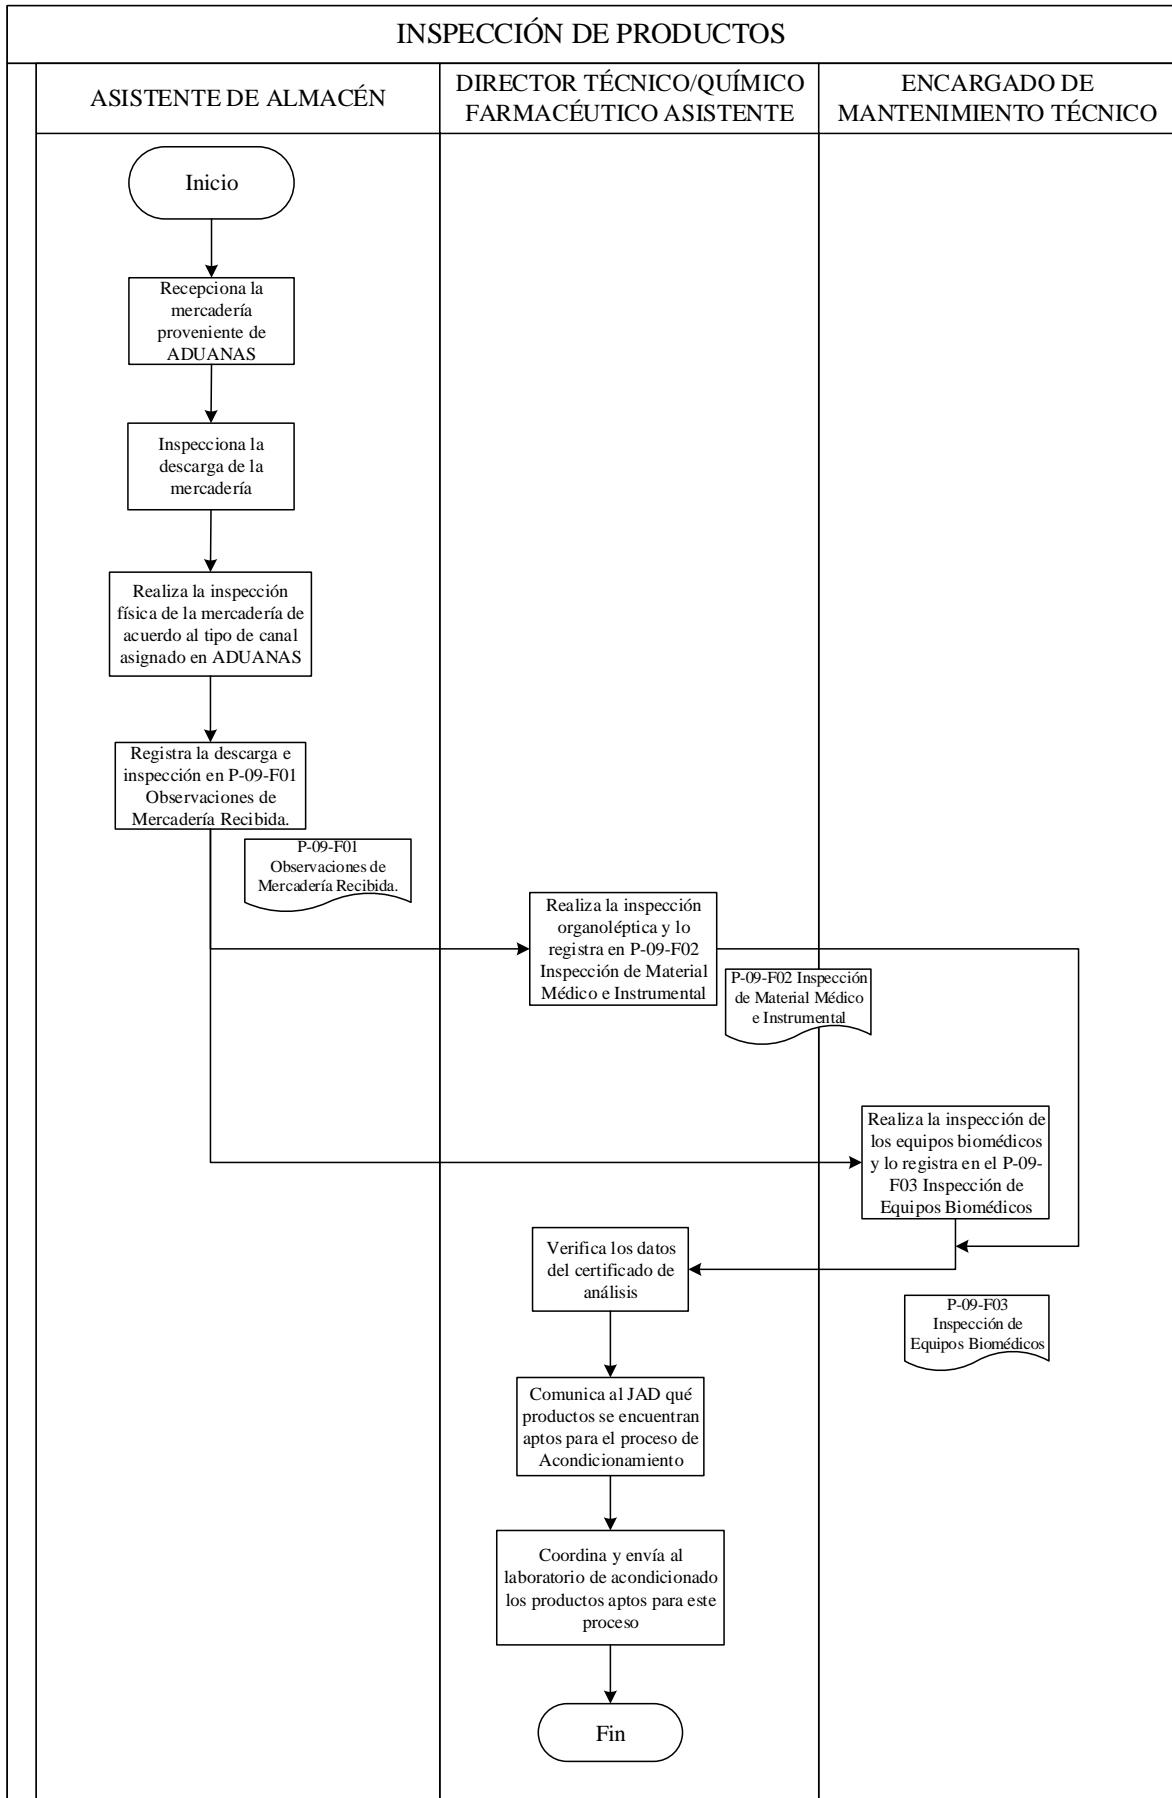 INSPECCIÓN DE PRODUCTOS
ASISTENTE DE ALMACÉN
DIRECTOR TÉCNICO/QUÍMICO
FARMACÉUTICO ASISTENTE
ENCARGADO DE
MANTENIMIENTO TÉCNICO
Inicio
Recepciona la
mercadería
proveniente de
ADUANAS
Inspecciona la
descarga de la
mercadería
Realiza la inspección
física de la mercadería de
acuerdo al tipo de canal
asignado en ADUANAS
Registra la descarga e
inspección en P-09-F01
Observaciones de
Mercadería Recibida.
P-09-F01
Observaciones de
Mercadería Recibida.
Realiza la inspección
organoléptica y lo
registra en P-09-F02
Inspección de Material
Médico e Instrumental
P-09-F02 Inspección
de Material Médico
e Instrumental
Realiza la inspección de
los equipos biomédicos
y lo registra en el P-09-
F03 Inspección de
Equipos Biomédicos
Verifica los datos
del certificado de
análisis
P-09-F03
Inspección de
Equipos Biomédicos
Comunica al JAD qué
productos se encuentran
aptos para el proceso de
Acondicionamiento
Coordina y envía al
laboratorio de acondicionado
los productos aptos para este
proceso
Fin